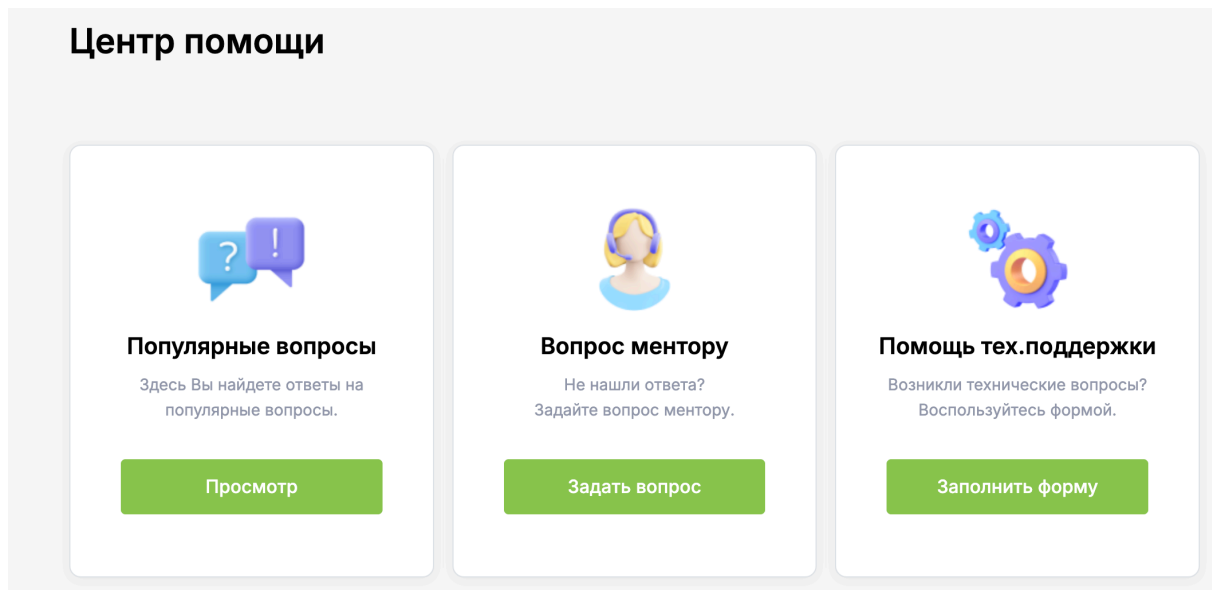 Центр помощи
? !
Популярные вопросы
Здесь Вы найдете ответы на
популярные вопросы.
Просмотр
Вопрос ментору
Не нашли ответа?
Задайте вопрос ментору.
Задать вопрос
Помощь тех.поддержки
Возникли технические вопросы?
Воспользуйтесь формой.
Заполнить форму